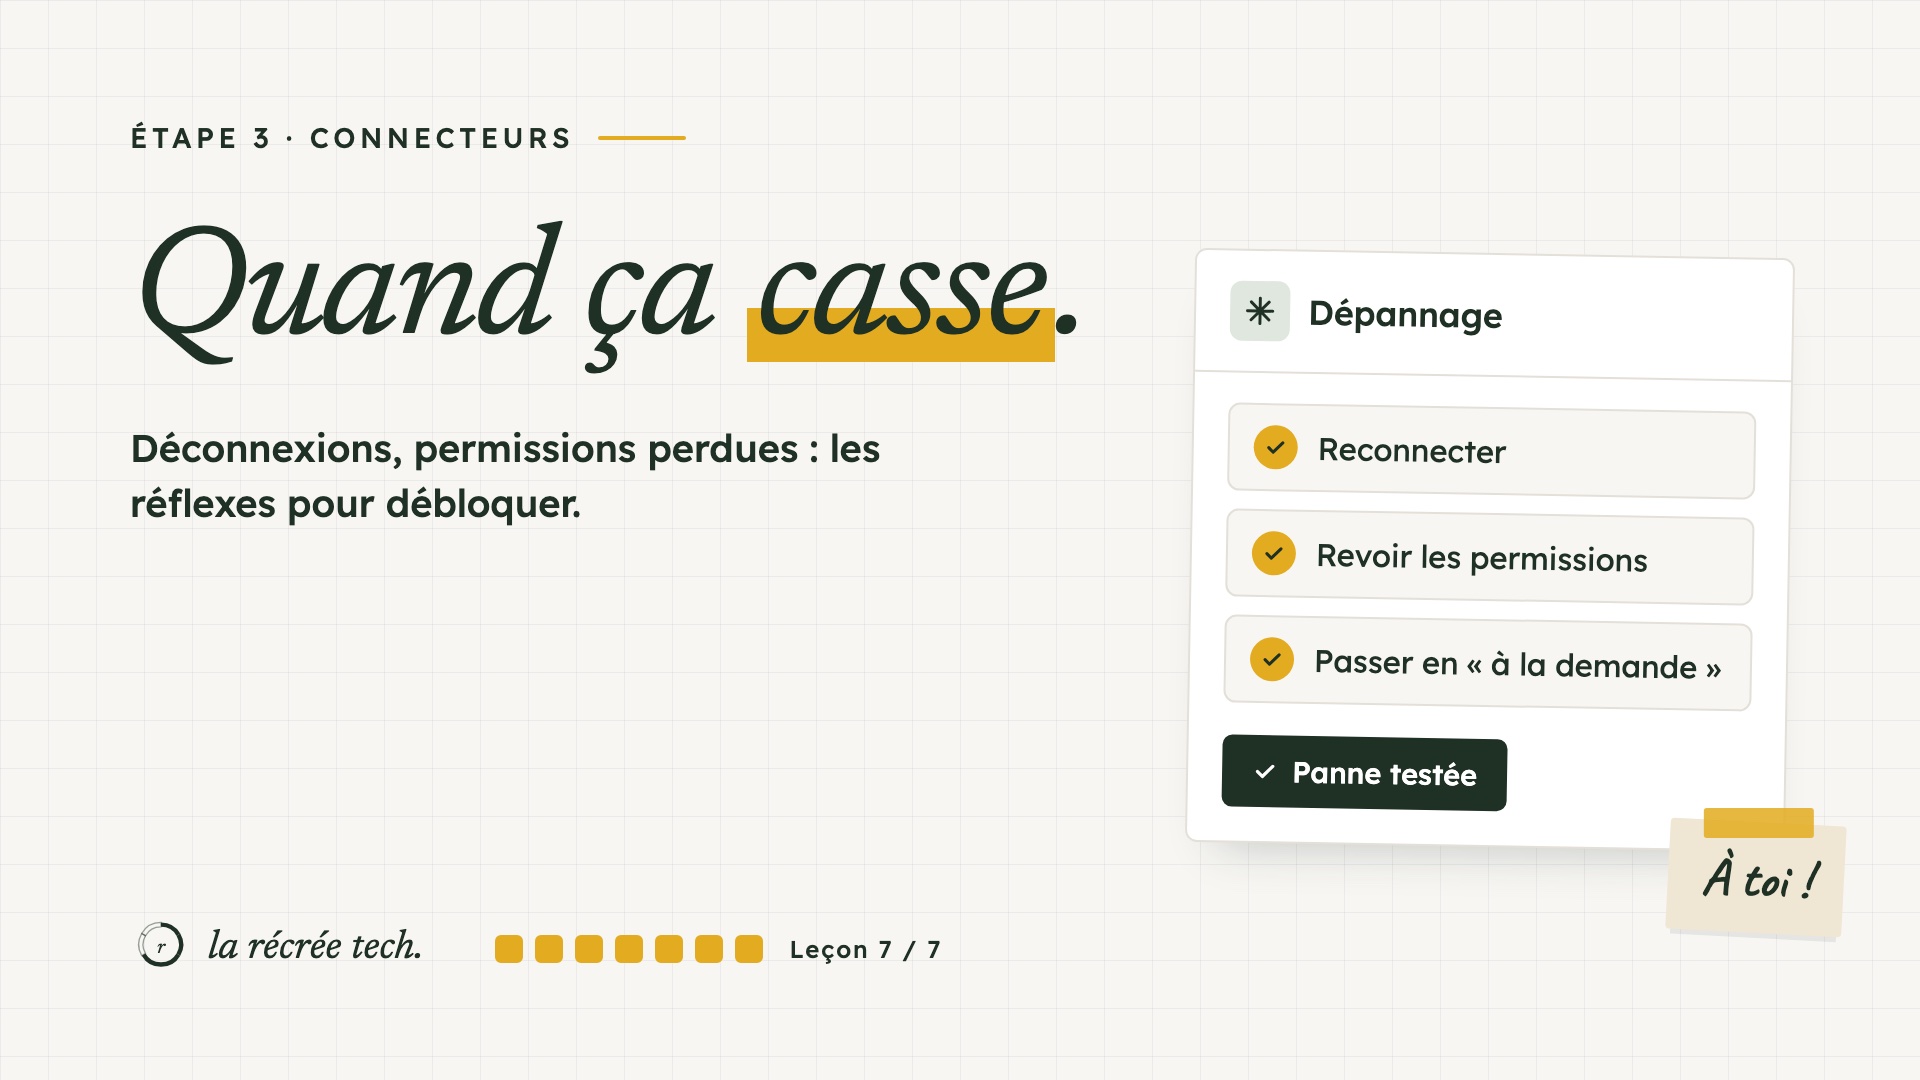 ÉTAPE 3 · CONNECTEURS
Quand ça casse.
Déconnexions, permissions perdues : les
réflexes pour débloquer.
Dépannage
Reconnecter
Revoir les permissions
Passer en « à la demande »
Panne testée
À toi !
r
la récrée tech.
Leçon 7 / 7